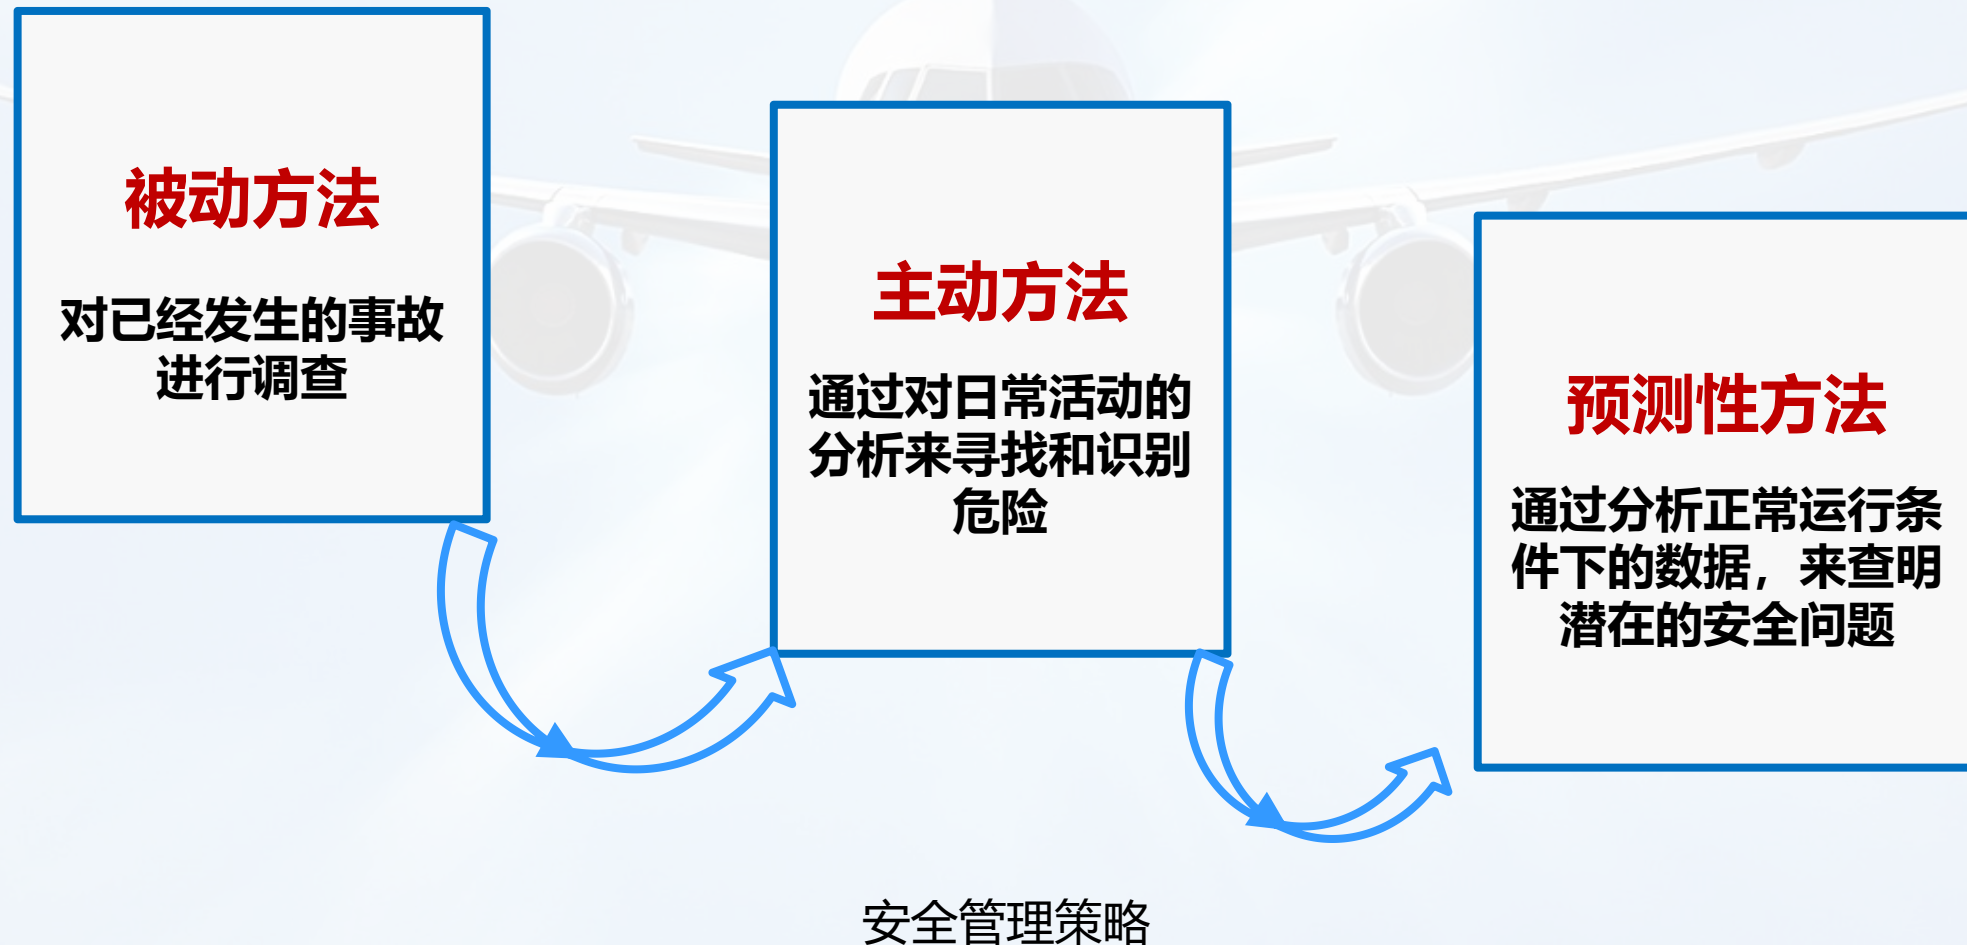 被动方法
对已经发生的事故
进行调查
主动方法
通过对日常活动的
分析来寻找和识别
危险
预测性方法
通过分析正常运行条
件下的数据，来查明
潜在的安全问题
安全管理策略